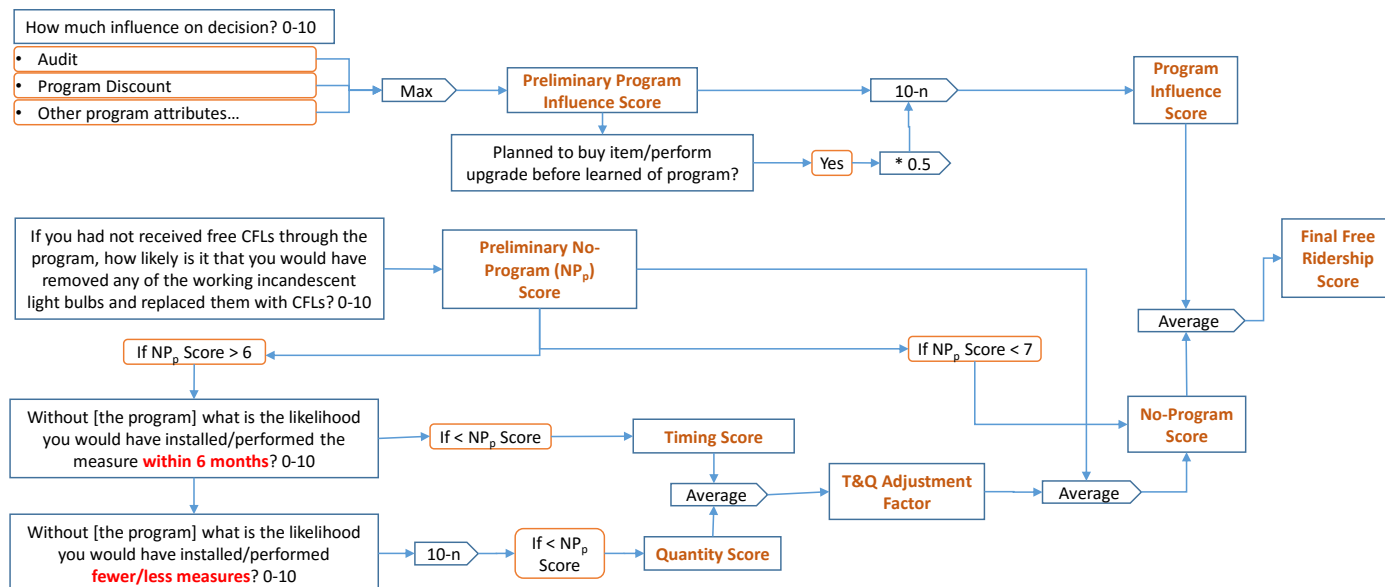 How much influence on decision? 0-10
• Audit
• Program Discount
• Other program attributes…
Max
Preliminary Program
Influence Score
10-n
Program
Influence
Score
Planned to buy item/perform
upgrade before learned of program?
Yes
* 0.5
If you had not received free CFLs through the
program, how likely is it that you would have
removed any of the working incandescent
light bulbs and replaced them with CFLs? 0-10
Preliminary No-
Program (NPp)
Score
Final Free
Ridership
Score
Average
If NPp Score > 6
If NPp Score < 7
Without [the program] what is the likelihood
you would have installed/performed the
measure within 6 months? 0-10
If < NPp Score
Timing Score
No-Program
Score
Average
T&Q Adjustment
Factor
Average
Without [the program] what is the likelihood
you would have installed/performed
fewer/less measures? 0-10
10-n
If < NPp
Score
Quantity Score